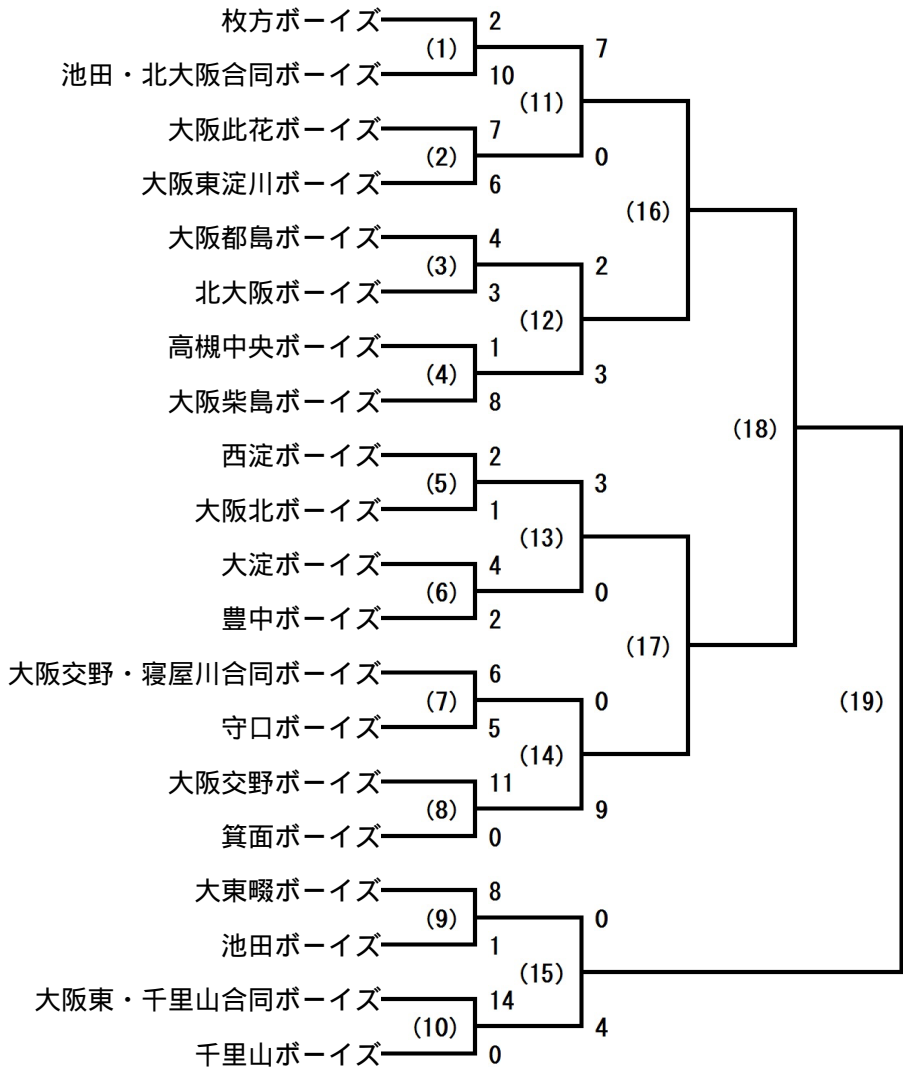 枚方ボーイズ 2
(1) 7
池田・北大阪合同ボーイズ 10
(11)
大阪此花ボーイズ 7
(2) 0
大阪東淀川ボーイズ 6
(16)
大阪都島ボーイズ 4
(3) 2
北大阪ボーイズ 3
(12)
高槻中央ボーイズ 1
(4) 3
大阪柴島ボーイズ 8
(18)
西淀ボーイズ 2
(5) 3
大阪北ボーイズ 1
(13)
大淀ボーイズ 4
(6) 0
豊中ボーイズ 2
(17)
大阪交野・寝屋川合同ボーイズ 6
(7) 0 (19)
守口ボーイズ 5
(14)
大阪交野ボーイズ 11
(8) 9
箕面ボーイズ 0
大東畷ボーイズ 8
(9) 0
池田ボーイズ 1
(15)
大阪東・千里山合同ボーイズ 14
(10) 4
千里山ボーイズ 0